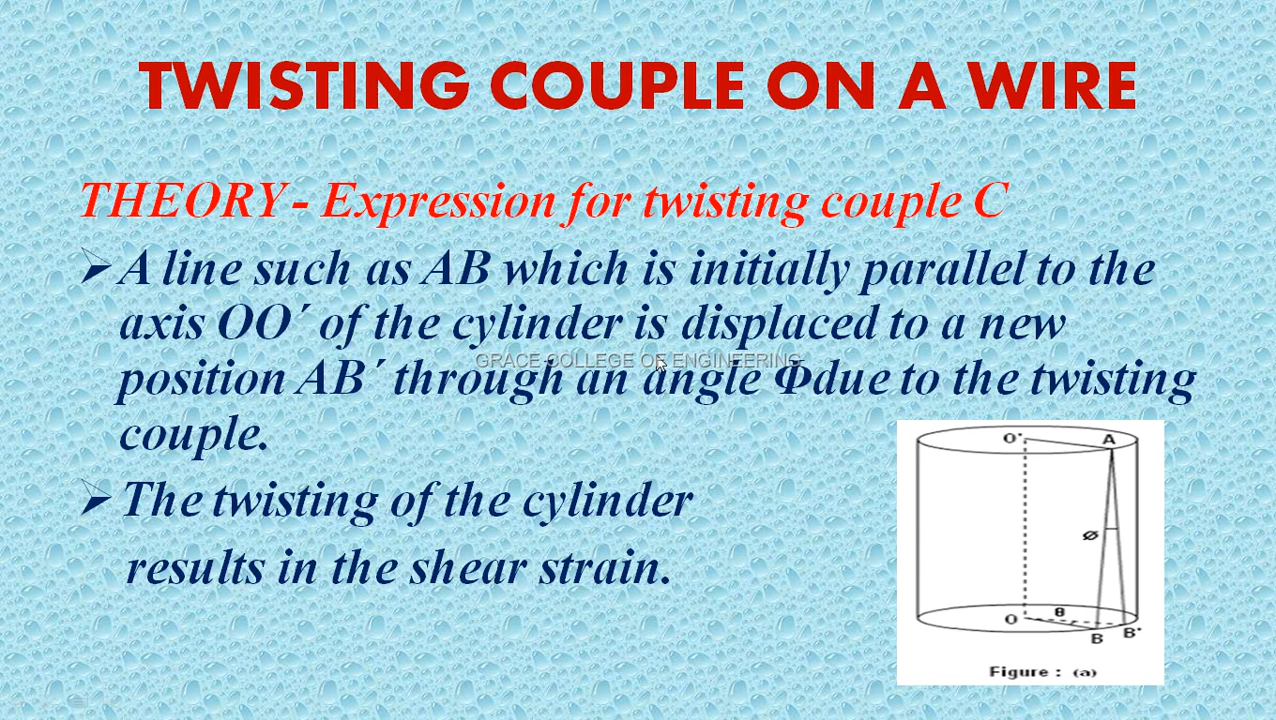 TWISTING COUPLE ON A WIRE
THEORY - Expression for twisting couple C
➢ A line such as AB which is initially parallel to the
axis OO´ of the cylinder is displaced to a new
GRACE COLLEGE OF ENGINEERING
position AB´ through an angle Φdue to the twisting
couple.
➢ The twisting of the cylinder
results in the shear strain.
O' A
Ø
θ
O B B'
Figure : (a)